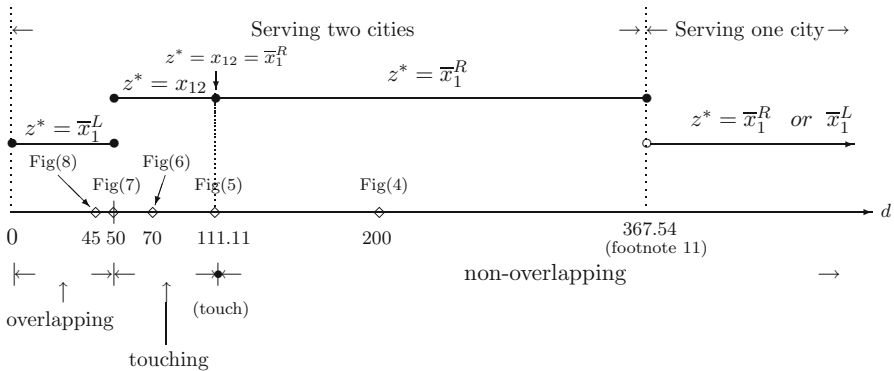 Serving two cities
Serving one city
z* = x₁₂ = x̅₁ᴿ
z* = x₁₂
z* = x̅₁ᴿ
z* = x̅₁ᴸ
z* = x̅₁ᴿ or x̅₁ᴸ
Fig(8)
Fig(6)
Fig(7)
Fig(5)
Fig(4)
d
0
45
50
70
111.11
200
367.54
(footnote 11)
non-overlapping
(touch)
overlapping
touching